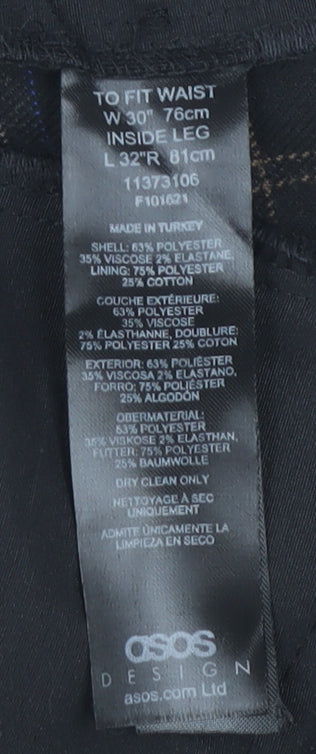 TO FIT WAIST
W 30" 76cm
INSIDE LEG
L 32"R 81cm
11373106
F101621
MADE IN TURKEY
SHELL: 63% POLYESTER
35% VISCOSE 2% ELASTANE,
LINING: 75% POLYESTER
25% COTTON
COUCHE EXTÉRIEURE:
63% POLYESTER
35% VISCOSE
2% ÉLASTHANNE, DOUBLURE:
75% POLYESTER 25% COTON
EXTERIOR: 63% POLIÉSTER
35% VISCOSA 2% ELASTANO,
FORRO: 75% POLIÉSTER
25% ALGODÓN
OBERMATERIAL:
63% POLYESTER
35% VISKOSE 2% ELASTHAN,
FUTTER: 75% POLYESTER
25% BAUMWOLLE
DRY CLEAN ONLY
NETTOYAGE À SEC
UNIQUEMENT
ADMITE ÚNICAMENTE LA
LIMPIEZA EN SECO
asos
DESIGN
asos.com Ltd